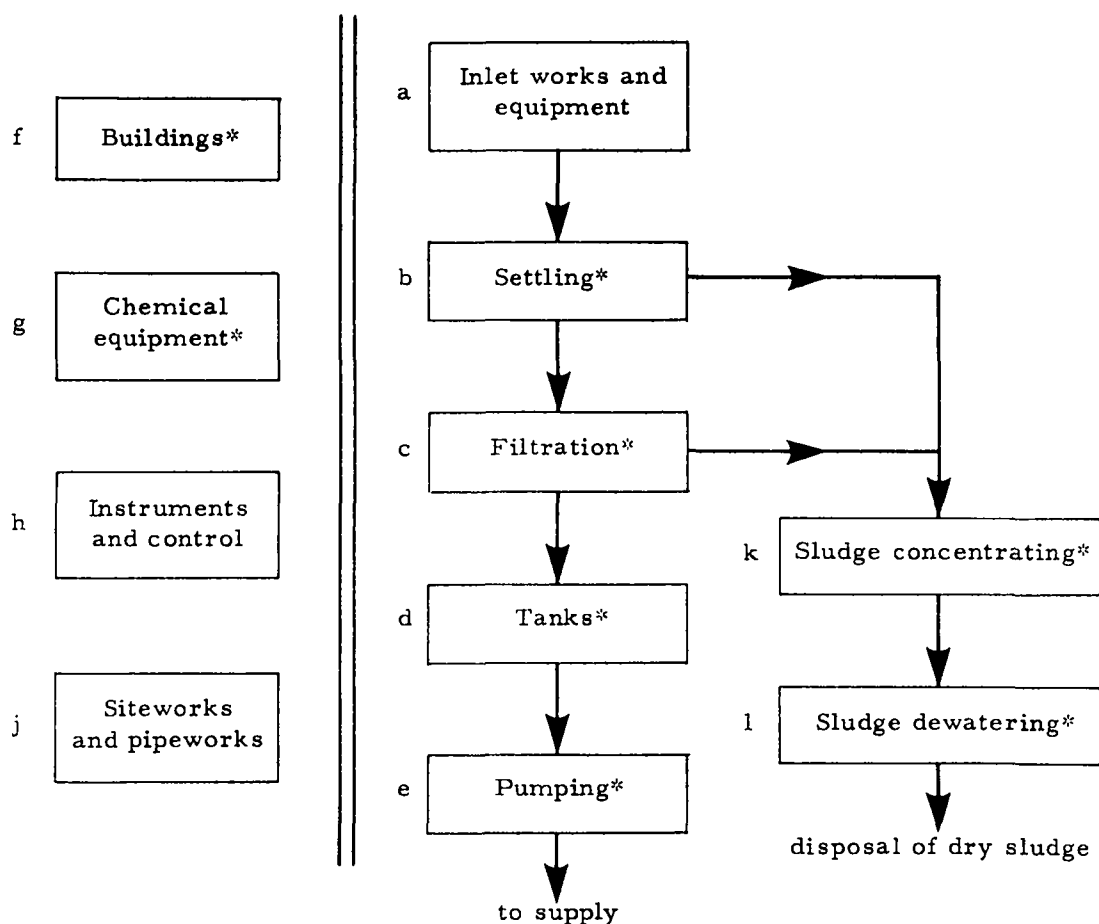 f
Buildings*
g
Chemical
equipment*
h
Instruments
and control
j
Siteworks
and pipeworks
a
Inlet works and
equipment
b
Settling*
c
Filtration*
d
Tanks*
e
Pumping*
to supply
k
Sludge concentrating*
l
Sludge dewatering*
disposal of dry sludge